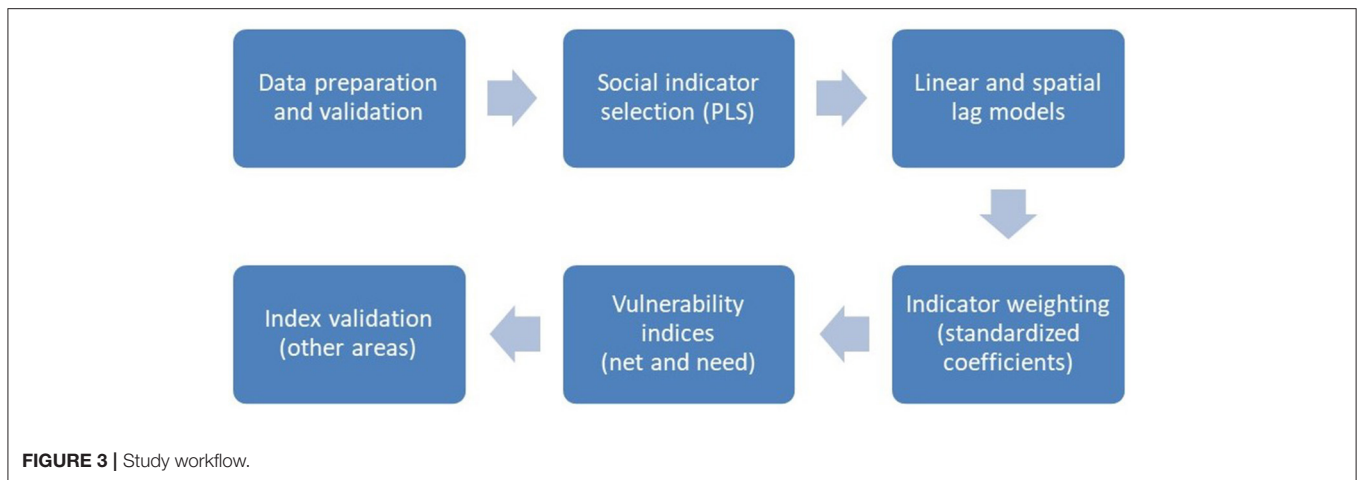 Data preparation
and validation
Social indicator
selection (PLS)
Linear and spatial
lag models
Indicator weighting
(standardized
coefficients)
Vulnerability
indices
(net and need)
Index validation
(other areas)
FIGURE 3 | Study workflow.